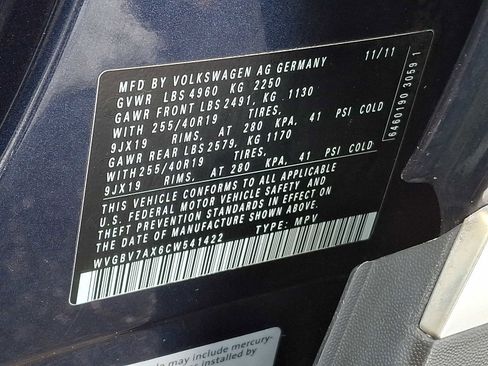 MFD BY VOLKSWAGEN AG GERMANY 11/11
GVWR LBS 4960 KG 2250
GAWR FRONT LBS 2491, KG 1130
WITH 255/40R19 TIRES,
9JX19 RIMS, AT 280 KPA, 41 PSI COLD
GAWR REAR LBS 2579, KG 1170
WITH 255/40R19 TIRES,
9JX19 RIMS, AT 280 KPA, 41 PSI COLD
THIS VEHICLE CONFORMS TO ALL APPLICABLE
U.S. FEDERAL MOTOR VEHICLE SAFETY AND
THEFT PREVENTION STANDARDS IN EFFECT ON
THE DATE OF MANUFACTURE SHOWN ABOVE
WVGBV7AX6CW541422 TYPE: MPV
6460190 3059 1
le may include mercury-
installed by